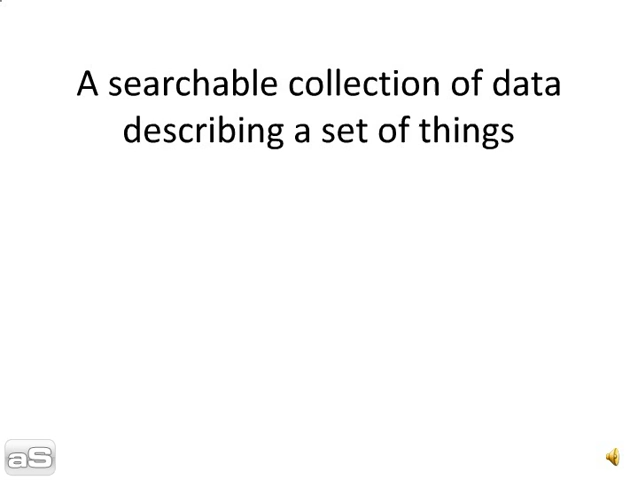 A searchable collection of data
describing a set of things
aS